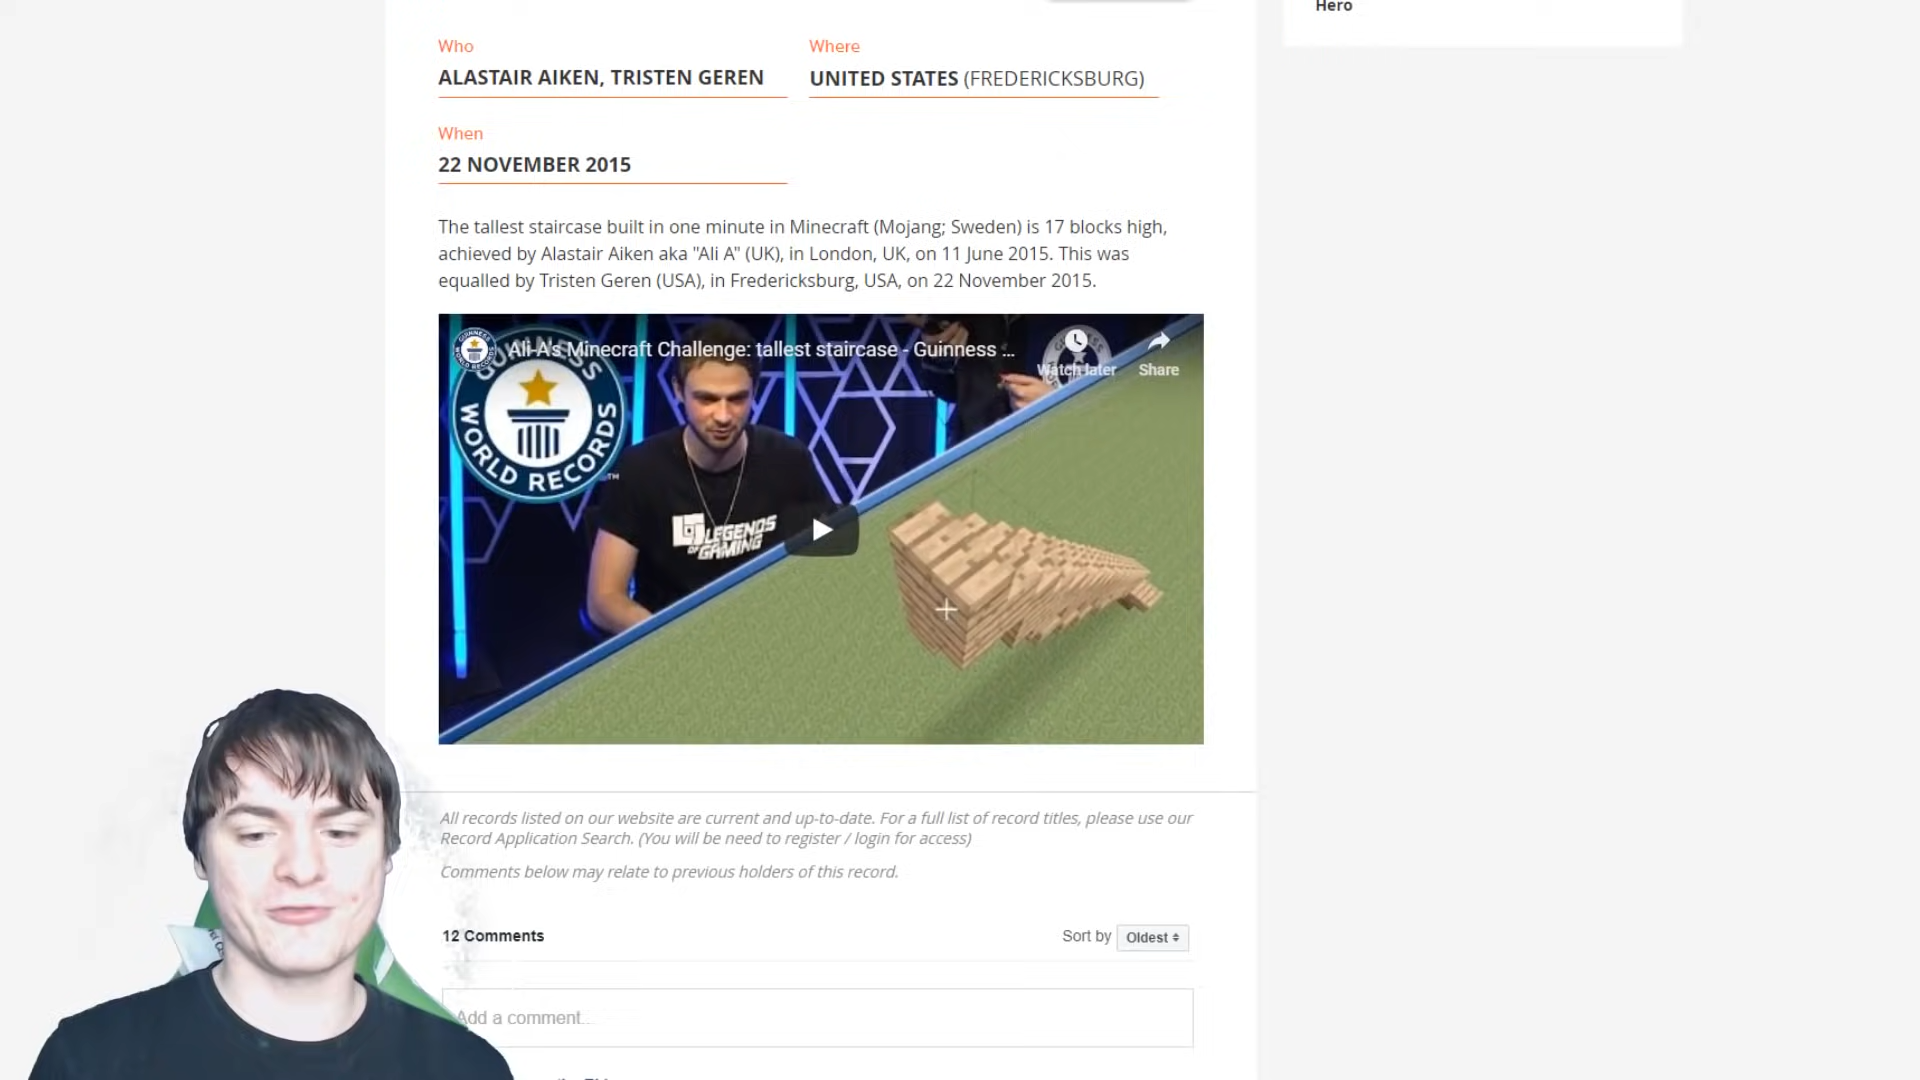 Hero
Who
ALASTAIR AIKEN, TRISTEN GEREN
Where
UNITED STATES (FREDERICKSBURG)
When
22 NOVEMBER 2015
The tallest staircase built in one minute in Minecraft (Mojang; Sweden) is 17 blocks high,
achieved by Alastair Aiken aka "Ali A" (UK), in London, UK, on 11 June 2015. This was
equalled by Tristen Geren (USA), in Fredericksburg, USA, on 22 November 2015.
Ali-A's Minecraft Challenge: tallest staircase - Guinness ...
Watch later
Share
GUINNESS
WORLD RECORDS
TM
LEGENDS
OF GAMING
All records listed on our website are current and up-to-date. For a full list of record titles, please use our
Record Application Search. (You will be need to register / login for access)
Comments below may relate to previous holders of this record.
12 Comments
Sort by
Oldest
Add a comment...